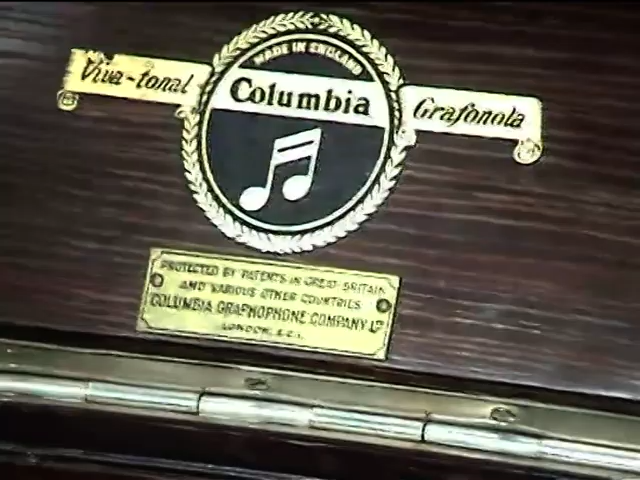 MADE IN ENGLAND
Viva-tonal Columbia Grafonola
PROTECTED BY PATENTS IN GREAT BRITAIN
AND VARIOUS OTHER COUNTRIES
COLUMBIA GRAPHOPHONE COMPANY LD
LONDON, E.C.1.